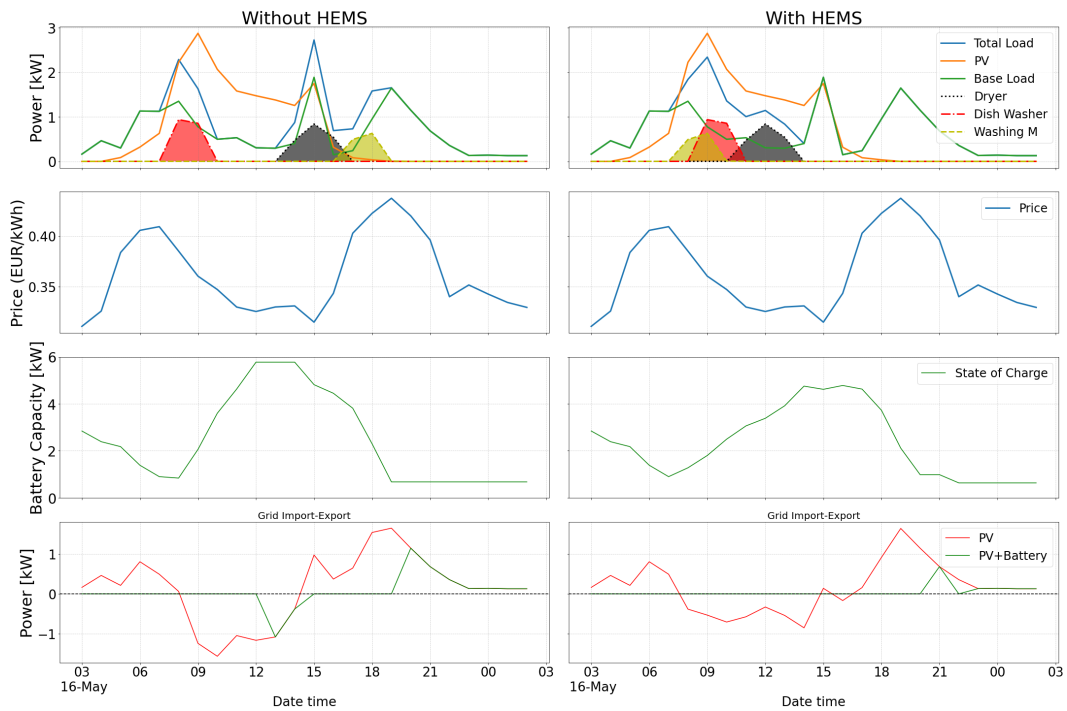 Without HEMS
With HEMS
Power [kW]
3
2
1
0
Total Load
PV
Base Load
Dryer
Dish Washer
Washing M
Price (EUR/kWh)
0.40
0.35
Price
Battery Capacity [kW]
6
4
2
0
State of Charge
Grid Import-Export
Grid Import-Export
Power [kW]
1
0
−1
PV
PV+Battery
03 06 09 12 15 18 21 00 03
16-May
Date time
03 06 09 12 15 18 21 00 03
16-May
Date time